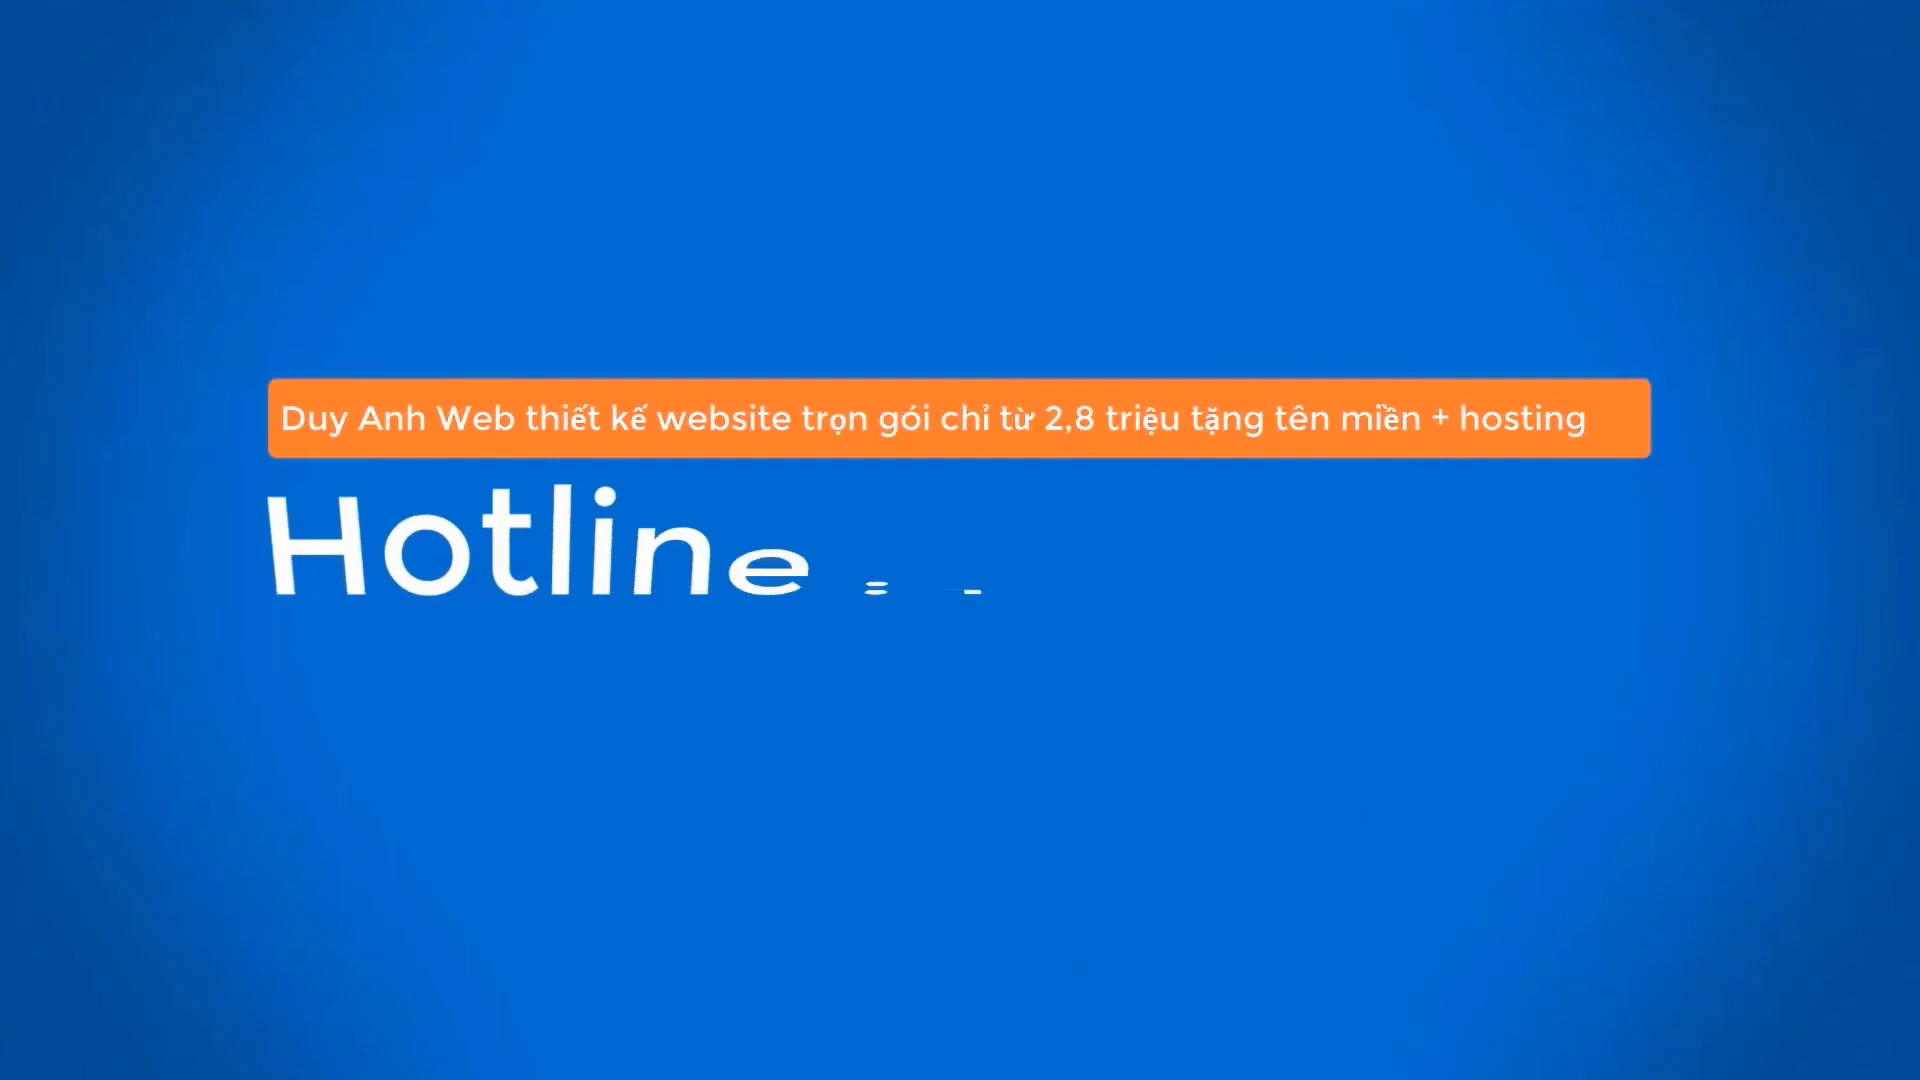 Duy Anh Web thiết kế website trọn gói chỉ từ 2,8 triệu tặng tên miền + hosting
Hotline :